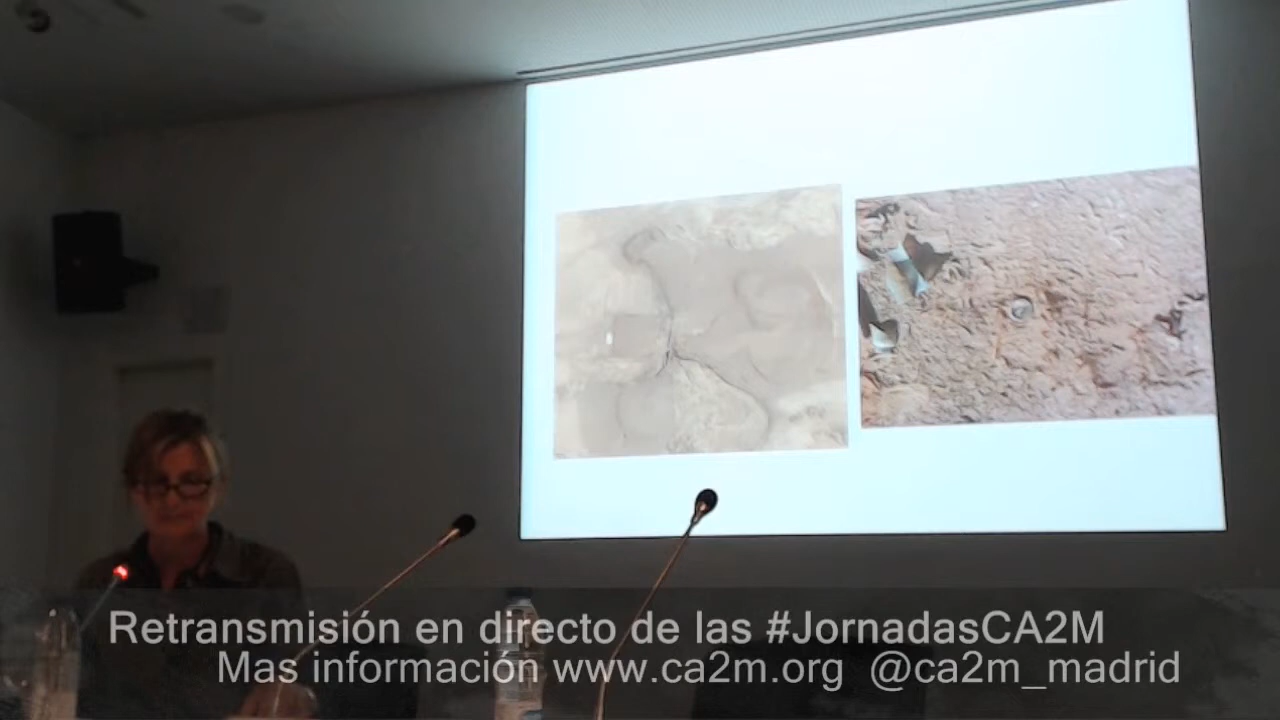 Retransmisión en directo de las #JornadasCA2M
Mas información www.ca2m.org @ca2m_madrid